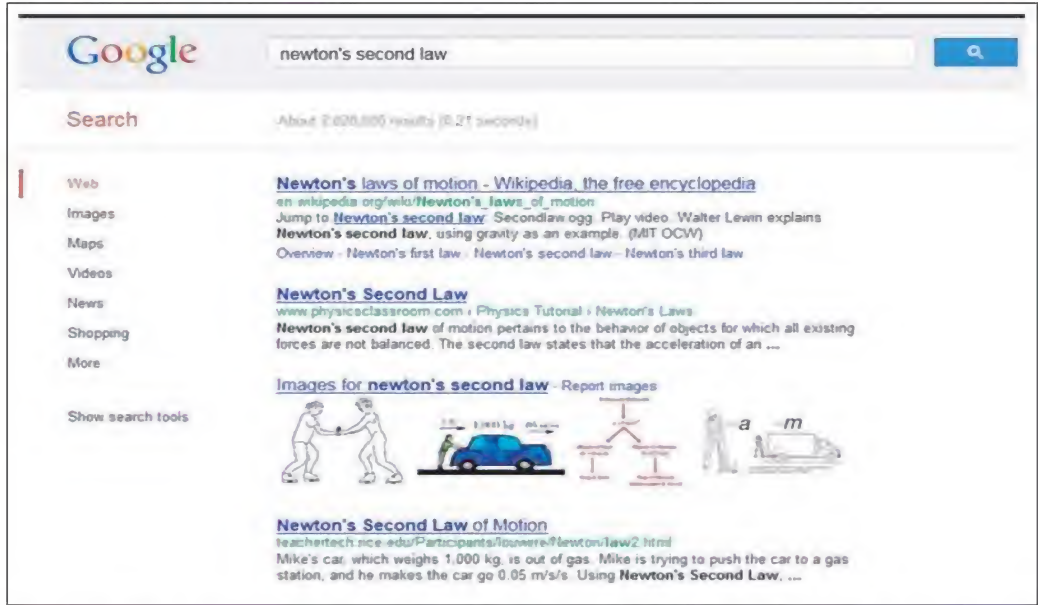 Google
newton's second law
Search
About 2,020,000 results (0.21 seconds)
Web
Images
Maps
Videos
News
Shopping
More
Show search tools
Newton's laws of motion - Wikipedia, the free encyclopedia
en.wikipedia.org/wiki/Newton's_laws_of_motion
Jump to Newton's second law: Secondlaw.ogg. Play video. Walter Lewin explains
Newton's second law, using gravity as an example. (MIT OCW)
Overview - Newton's first law - Newton's second law - Newton's third law
Newton's Second Law
www.physicsclassroom.com › Physics Tutorial › Newton's Laws
Newton's second law of motion pertains to the behavior of objects for which all existing
forces are not balanced. The second law states that the acceleration of an ...
Images for newton's second law - Report images
a m
Newton's Second Law of Motion
teachertech.rice.edu/Participants/louviere/Newton/law2.html
Mike's car, which weighs 1,000 kg, is out of gas. Mike is trying to push the car to a gas
station, and he makes the car go 0.05 m/s/s. Using Newton's Second Law, ...